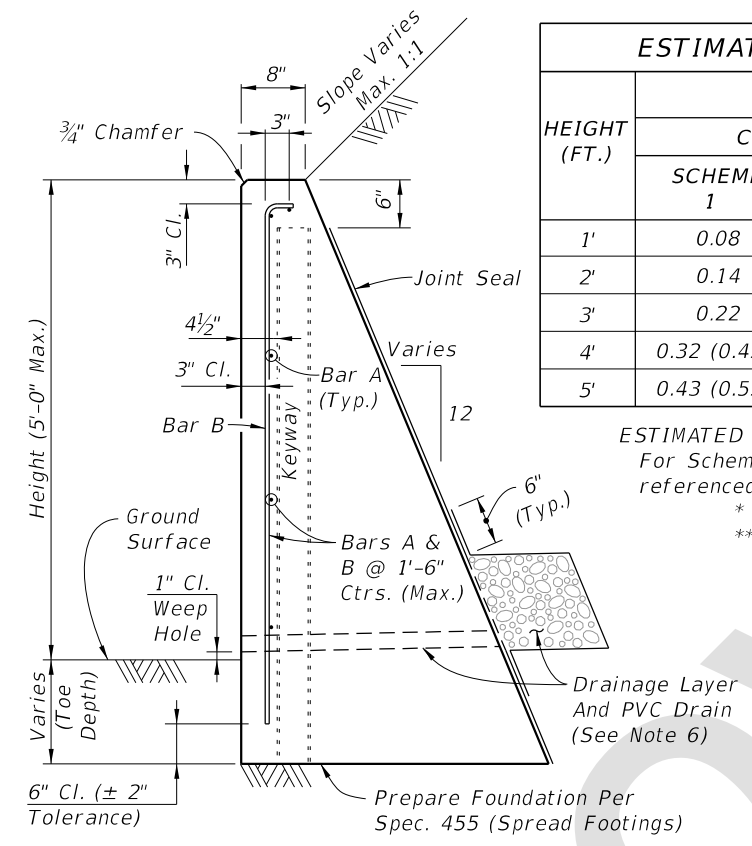 8"
Slope Varies
Max. 1:1
3"
¾" Chamfer
6"
3" Cl.
Joint Seal
4½"
Varies
12
3" Cl.
Bar A
(Typ.)
Bar B
Keyway
Height (5'-0" Max.)
6"
(Typ.)
Ground
Surface
Bars A &
B @ 1'-6"
Ctrs. (Max.)
1" Cl.
Weep
Hole
Varies
(Toe
Depth)
Drainage Layer
And PVC Drain
(See Note 6)
6" Cl. (± 2"
Tolerance)
Prepare Foundation Per
Spec. 455 (Spread Footings)
HEIGHT
(FT.)
1
1' 0.08
2' 0.14
3' 0.22
4' 0.32
5' 0.43
ESTIMATED
For
referenced
*
**